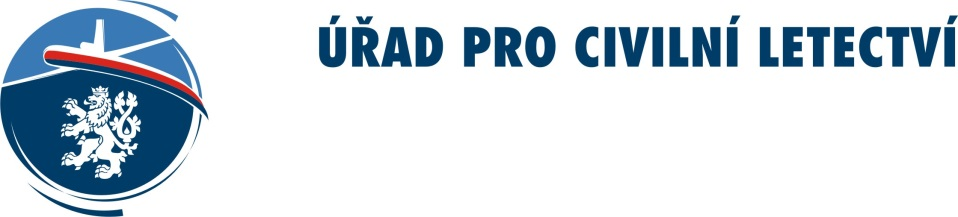 ÚŘAD PRO CIVILNÍ LETECTVÍ